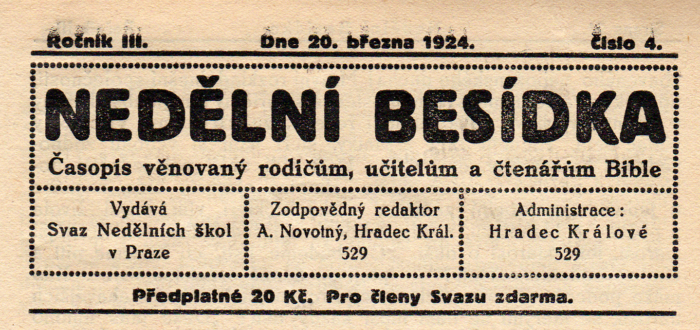 Ročník III. Dne 20. března 1924. Číslo 4.
NEDĚLNÍ BESÍDKA
Časopis věnovaný rodičům, učitelům a čtenářům Bible
Vydává
Svaz Nedělních škol
v Praze
Zodpovědný redaktor
A. Novotný, Hradec Král.
529
Administrace:
Hradec Králové
529
Předplatné 20 Kč. Pro členy Svazu zdarma.